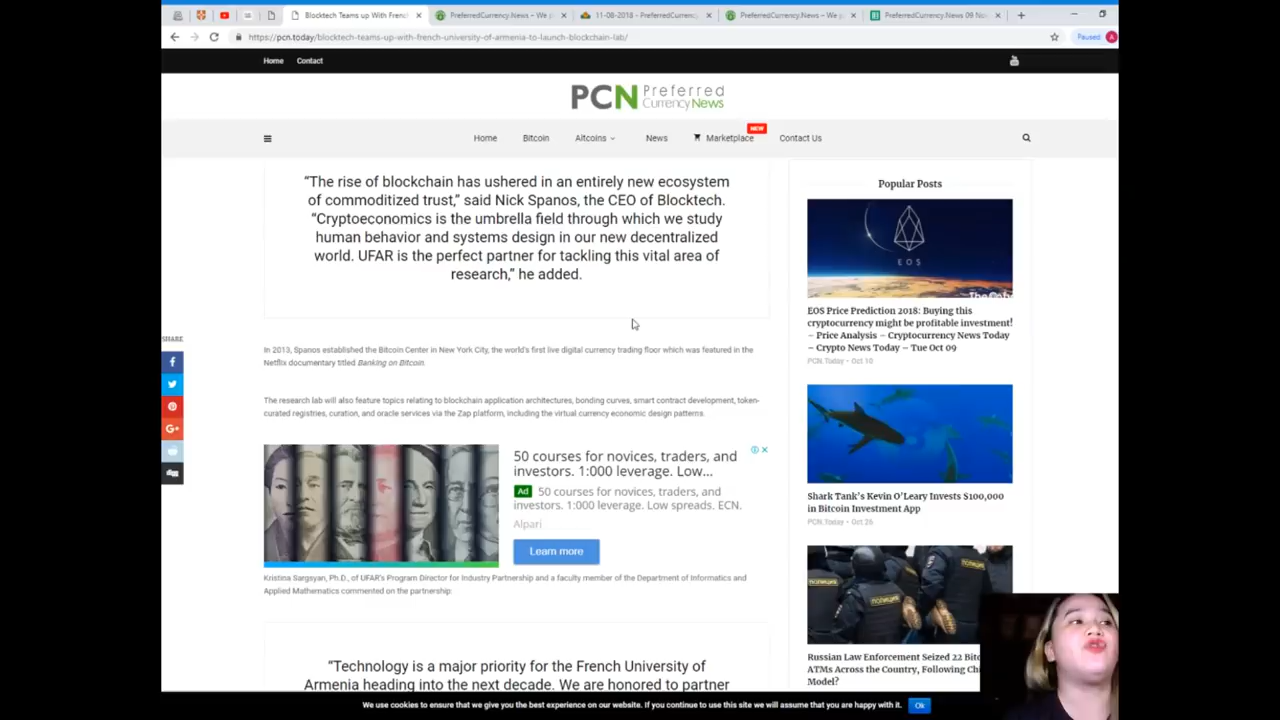 Blocktech Teams up With Frenc
PreferredCurrency.News – We p
11-08-2018 - PreferredCurrenc
PreferredCurrency.News – We p
PreferredCurrency.News 09 Nov
https://pcn.today/blocktech-teams-up-with-french-university-of-armenia-to-launch-blockchain-lab/
Paused
A
Home
Contact
PCN Preferred
Currency News
Home
Bitcoin
Altcoins
News
Marketplace
NEW
Contact Us
“The rise of blockchain has ushered in an entirely new ecosystem
of commoditized trust,” said Nick Spanos, the CEO of Blocktech.
“Cryptoeconomics is the umbrella field through which we study
human behavior and systems design in our new decentralized
world. UFAR is the perfect partner for tackling this vital area of
research,” he added.
SHARE
In 2013, Spanos established the Bitcoin Center in New York City, the world's first live digital currency trading floor which was featured in the
Netflix documentary titled Banking on Bitcoin.
The research lab will also feature topics relating to blockchain application architectures, bonding curves, smart contract development, token-
curated registries, curation, and oracle services via the Zap platform, including the virtual currency economic design patterns.
50 courses for novices, traders, and
investors. 1:000 leverage. Low...
Ad 50 courses for novices, traders, and
investors. 1:000 leverage. Low spreads. ECN.
Alpari
Learn more
Kristina Sargsyan, Ph.D., of UFAR's Program Director for Industry Partnership and a faculty member of the Department of Informatics and
Applied Mathematics commented on the partnership:
“Technology is a major priority for the French University of
Armenia heading into the next decade. We are honored to partner
Popular Posts
EOS
EOS Price Prediction 2018: Buying this
cryptocurrency might be profitable investment!
– Price Analysis – Cryptocurrency News Today
– Crypto News Today – Tue Oct 09
PCN.Today • Oct 10
Shark Tank’s Kevin O’Leary Invests $100,000
in Bitcoin Investment App
PCN.Today • Oct 26
ПОЛИЦИЯ
Russian Law Enforcement Seized 22 Bitc
ATMs Across the Country, Following Ch
Model?
We use cookies to ensure that we give you the best experience on our website. If you continue to use this site we will assume that you are happy with it.
Ok